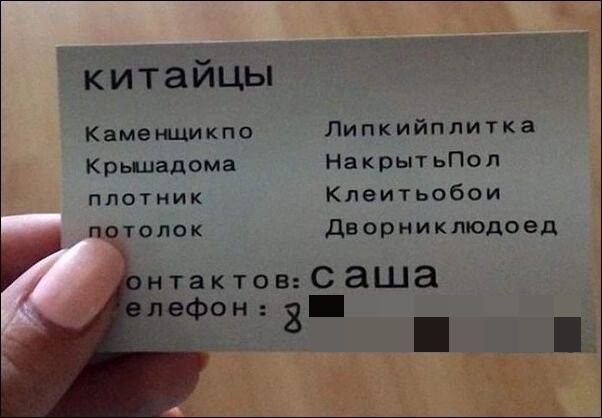 китайцы
Каменщикпо
Крышадома
плотник
потолок
Липкийплитка
НакрытьПол
Клеитьобои
Дворниклюдоед
онтактов: саша
елефон: 8